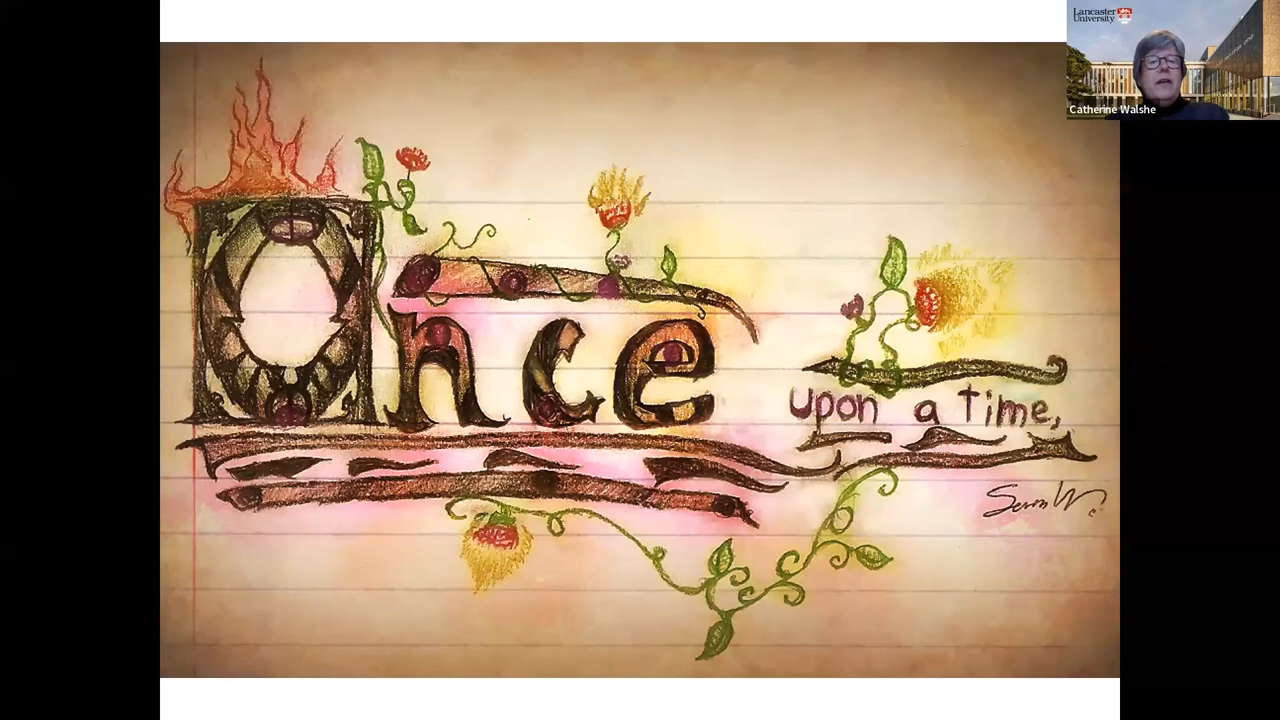 Lancaster
University
Catherine Walshe
Once
upon a time,